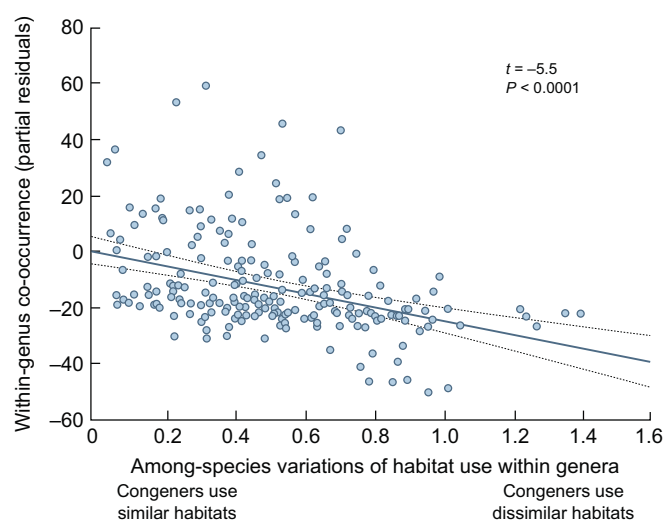 Within-genus co-occurrence (partial residuals)
80
60
40
20
0
–20
–40
–60
t = –5.5
P < 0.0001
0 0.2 0.4 0.6 0.8 1.0 1.2 1.4 1.6
Among-species variations of habitat use within genera
Congeners use
similar habitats
Congeners use
dissimilar habitats